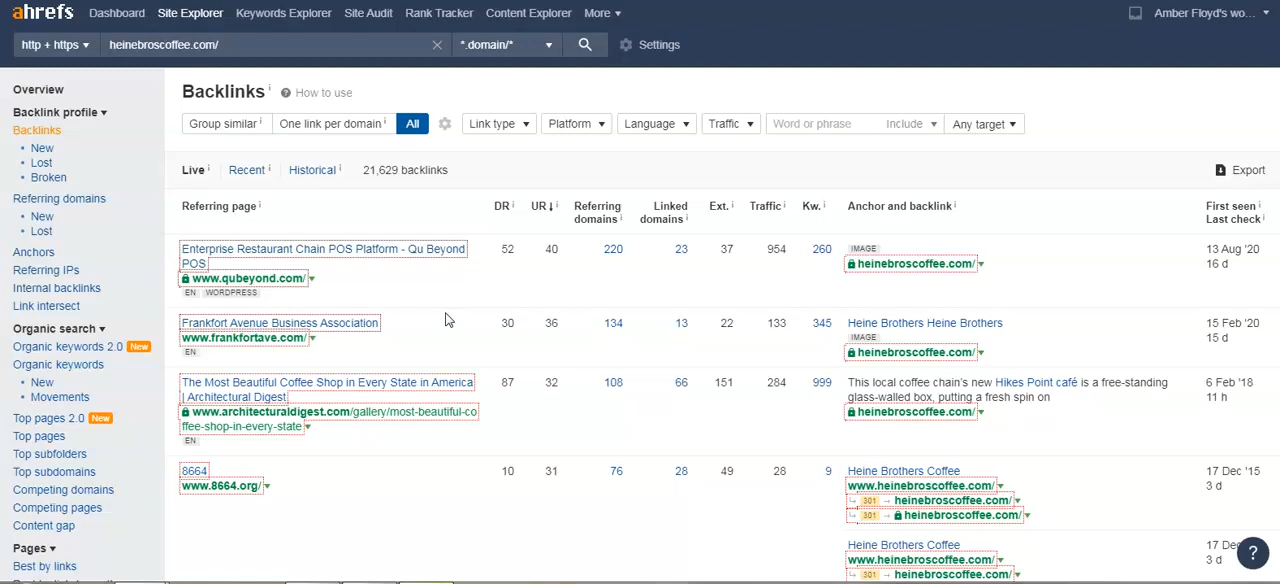 ahrefs Dashboard Site Explorer Keywords Explorer Site Audit Rank Tracker Content Explorer More Amber Floyd's wo...
http + https heinebroscoffee.com/ *.domain/* Settings
Overview
Backlink profile
Backlinks
New
Lost
Broken
Referring domains
New
Lost
Anchors
Referring IPs
Internal backlinks
Link intersect
Organic search
Organic keywords 2.0 New
Organic keywords
New
Movements
Top pages 2.0 New
Top pages
Top subfolders
Top subdomains
Competing domains
Competing pages
Content gap
Pages
Best by links
Backlinks i ? How to use
Group similar i One link per domain i All Link type Platform Language Traffic Word or phrase Include Any target
Live i Recent i Historical i 21,629 backlinks Export
Referring page i DR i UR ↓ i Referring domains i Linked domains i Ext. i Traffic i Kw. i Anchor and backlink i First seen i Last check i
Enterprise Restaurant Chain POS Platform - Qu Beyond 52 40 220 23 37 954 260 IMAGE 13 Aug '20
POS heinebroscoffee.com/ 16 d
www.qubeyond.com/
EN WORDPRESS
Frankfort Avenue Business Association 30 36 134 13 22 133 345 Heine Brothers Heine Brothers 15 Feb '20
www.frankfortave.com/ IMAGE 15 d
EN heinebroscoffee.com/
The Most Beautiful Coffee Shop in Every State in America 87 32 108 66 151 284 999 This local coffee chain's new Hikes Point café is a free-standing 6 Feb '18
| Architectural Digest glass-walled box, putting a fresh spin on 11 h
www.architecturaldigest.com/gallery/most-beautiful-co heinebroscoffee.com/
ffee-shop-in-every-state
EN
8664 10 31 76 28 49 28 9 Heine Brothers Coffee 17 Dec '15
www.8664.org/ www.heinebroscoffee.com/ 3 d
301 → heinebroscoffee.com/
301 → heinebroscoffee.com/
Heine Brothers Coffee 17 Dec
www.heinebroscoffee.com/ 3 d
301 → heinebroscoffee.com/
?